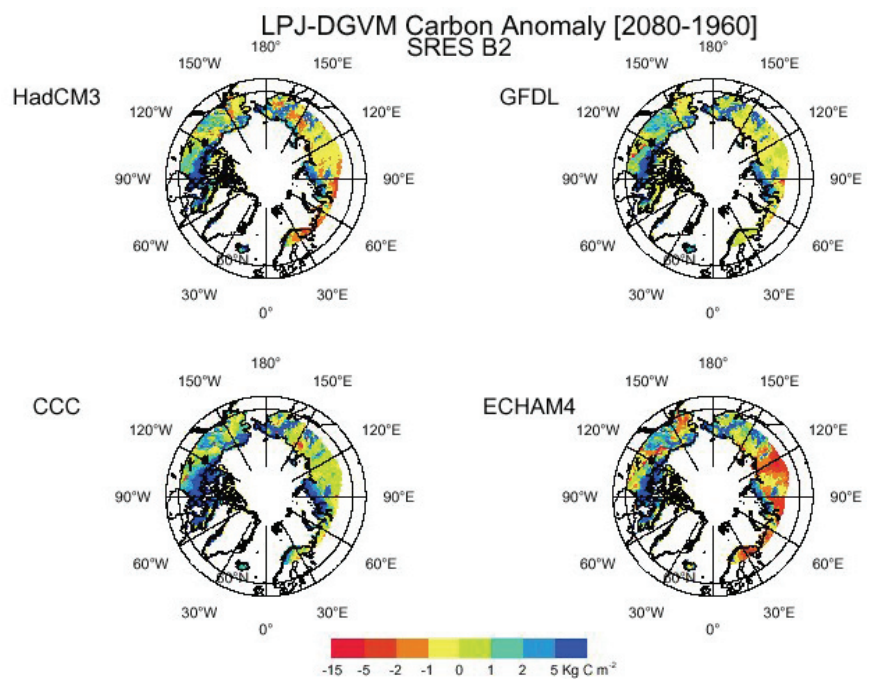 LPJ-DGVM Carbon Anomaly [2080-1960]
SRES B2
HadCM3
180°
150°W
150°E
120°W
120°E
90°W
90°E
60°W
60°E
60°N
30°W
30°E
0°
GFDL
180°
150°W
150°E
120°W
120°E
90°W
90°E
60°W
60°E
60°N
30°W
30°E
0°
CCC
180°
150°W
150°E
120°W
120°E
90°W
90°E
60°W
60°E
60°N
30°W
30°E
0°
ECHAM4
180°
150°W
150°E
120°W
120°E
90°W
90°E
60°W
60°E
60°N
30°W
30°E
0°
-15 -5 -2 -1 0 1 2 5 Kg C m⁻²